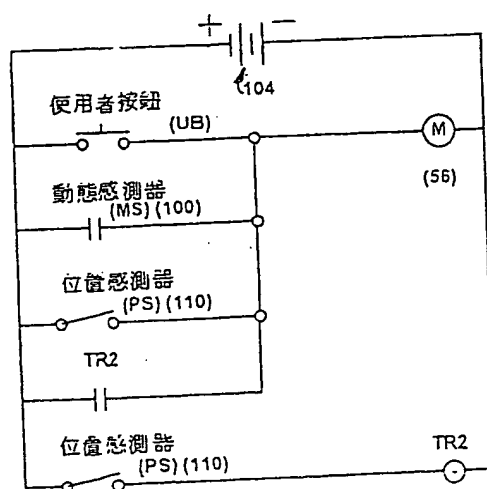 + −
104
使用者按鈕
(UB)
M
(56)
動態感測器
(MS) (100)
位置感測器
(PS) (110)
TR2
位置感測器
(PS) (110)
TR2